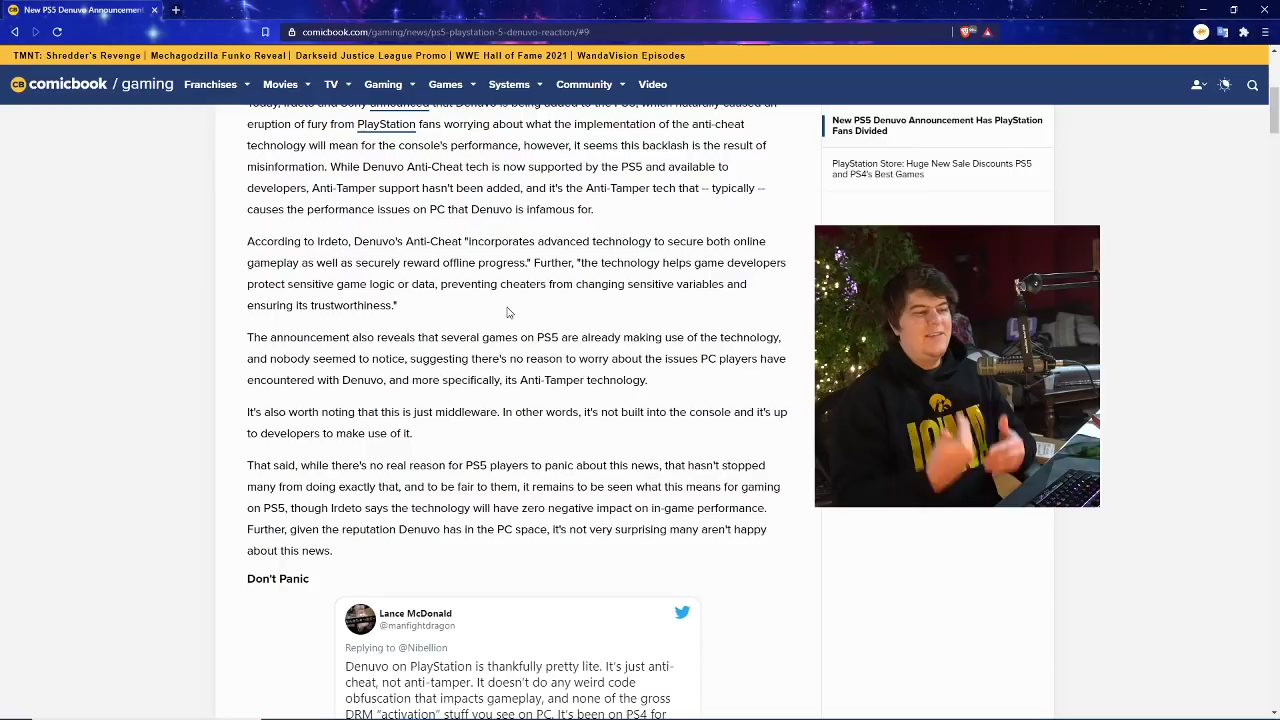 New PS5 Denuvo Announcement
comicbook.com/gaming/news/ps5-playstation-5-denuvo-reaction/#9
TMNT: Shredder's Revenge | Mechagodzilla Funko Reveal | Darkseid Justice League Promo | WWE Hall of Fame 2021 | WandaVision Episodes
CB comicbook / gaming Franchises Movies TV Gaming Games Systems Community Video
Today, Irdeto and Sony announced that Denuvo is being added to the PS5, which naturally caused an
eruption of fury from PlayStation fans worrying about what the implementation of the anti-cheat
technology will mean for the console's performance, however, it seems this backlash is the result of
misinformation. While Denuvo Anti-Cheat tech is now supported by the PS5 and available to
developers, Anti-Tamper support hasn't been added, and it's the Anti-Tamper tech that -- typically --
causes the performance issues on PC that Denuvo is infamous for.
According to Irdeto, Denuvo's Anti-Cheat "incorporates advanced technology to secure both online
gameplay as well as securely reward offline progress." Further, "the technology helps game developers
protect sensitive game logic or data, preventing cheaters from changing sensitive variables and
ensuring its trustworthiness."
The announcement also reveals that several games on PS5 are already making use of the technology,
and nobody seemed to notice, suggesting there's no reason to worry about the issues PC players have
encountered with Denuvo, and more specifically, its Anti-Tamper technology.
It's also worth noting that this is just middleware. In other words, it's not built into the console and it's up
to developers to make use of it.
That said, while there's no real reason for PS5 players to panic about this news, that hasn't stopped
many from doing exactly that, and to be fair to them, it remains to be seen what this means for gaming
on PS5, though Irdeto says the technology will have zero negative impact on in-game performance.
Further, given the reputation Denuvo has in the PC space, it's not very surprising many aren't happy
about this news.
Don't Panic
Lance McDonald
@manfightdragon
Replying to @Nibellion
Denuvo on PlayStation is thankfully pretty lite. It's just anti-
cheat, not anti-tamper. It doesn't do any weird code
obfuscation that impacts gameplay, and none of the gross
DRM "activation" stuff you see on PC. It's been on PS4 for
New PS5 Denuvo Announcement Has PlayStation
Fans Divided
PlayStation Store: Huge New Sale Discounts PS5
and PS4's Best Games
IOWA